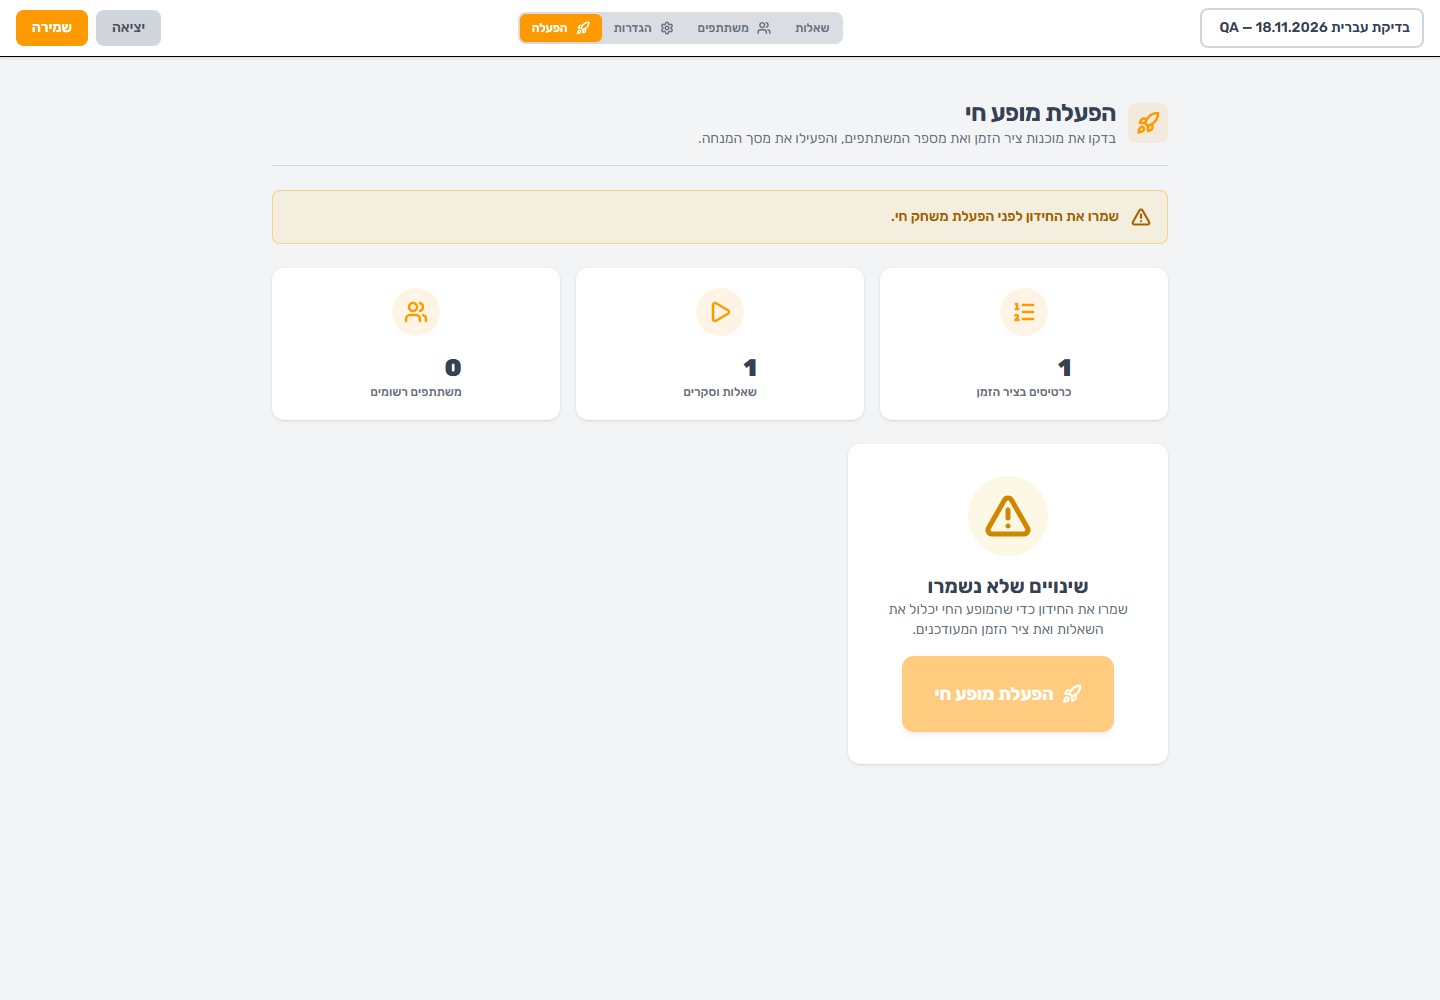 בדיקת עברית QA – 18.11.2026
שאלות
משתתפים
הגדרות
הפעלה
יציאה
שמירה
הפעלת מופע חי
בדקו את מוכנות ציר הזמן ואת מספר המשתתפים, והפעילו את מסך המנחה.
שמרו את החידון לפני הפעלת משחק חי.
1
כרטיסים בציר הזמן
1
שאלות וסקרים
0
משתתפים רשומים
שינויים שלא נשמרו
שמרו את החידון כדי שהמופע החי יכלול את
השאלות ואת ציר הזמן המעודכנים.
הפעלת מופע חי